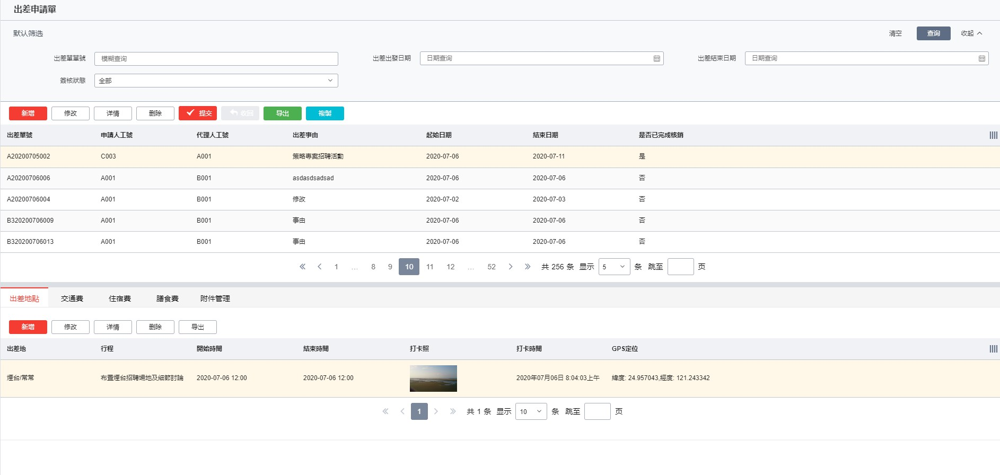 出差申請單
默认筛选 清空 查询 收起
出差單單號 模糊查询 出差出發日期 日期查询 出差结束日期 日期查询
簽核狀態 全部
新增 修改 详情 删除 提交 收回 导出 複製
出差單號 申請人工號 代理人工號 出差事由 起始日期 結束日期 是否已完成核銷
A20200705002 C003 A001 策略專案招聘活動 2020-07-06 2020-07-11 是
A20200706006 A001 B001 asdasdsadsad 2020-07-06 2020-07-06 否
A20200706004 A001 B001 修改 2020-07-02 2020-07-03 否
B320200706009 A001 B001 事由 2020-07-06 2020-07-06 否
B320200706013 A001 B001 事由 2020-07-06 2020-07-06 否
1 ... 8 9 10 11 12 ... 52 共 256 条 显示 5 条 跳至 页
出差地點 交通費 住宿費 膳食費 附件管理
新增 修改 详情 删除 导出
出差地 行程 開始時間 結束時間 打卡照 打卡時間 GPS定位
煙台/常常 布置煙台招聘場地及細節討論 2020-07-06 12:00 2020-07-06 12:00 2020年07月06日 8:04:03上午 緯度: 24.957043,經度: 121.243342
1 共 1 条 显示 10 条 跳至 页